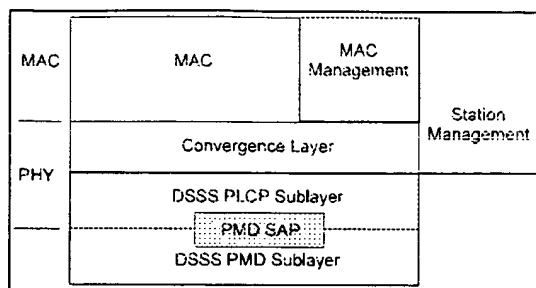 MAC
MAC
MAC
Management
Station
Management
Convergence Layer
PHY
DSSS PLCP Sublayer
PMD SAP
DSSS PMD Sublayer